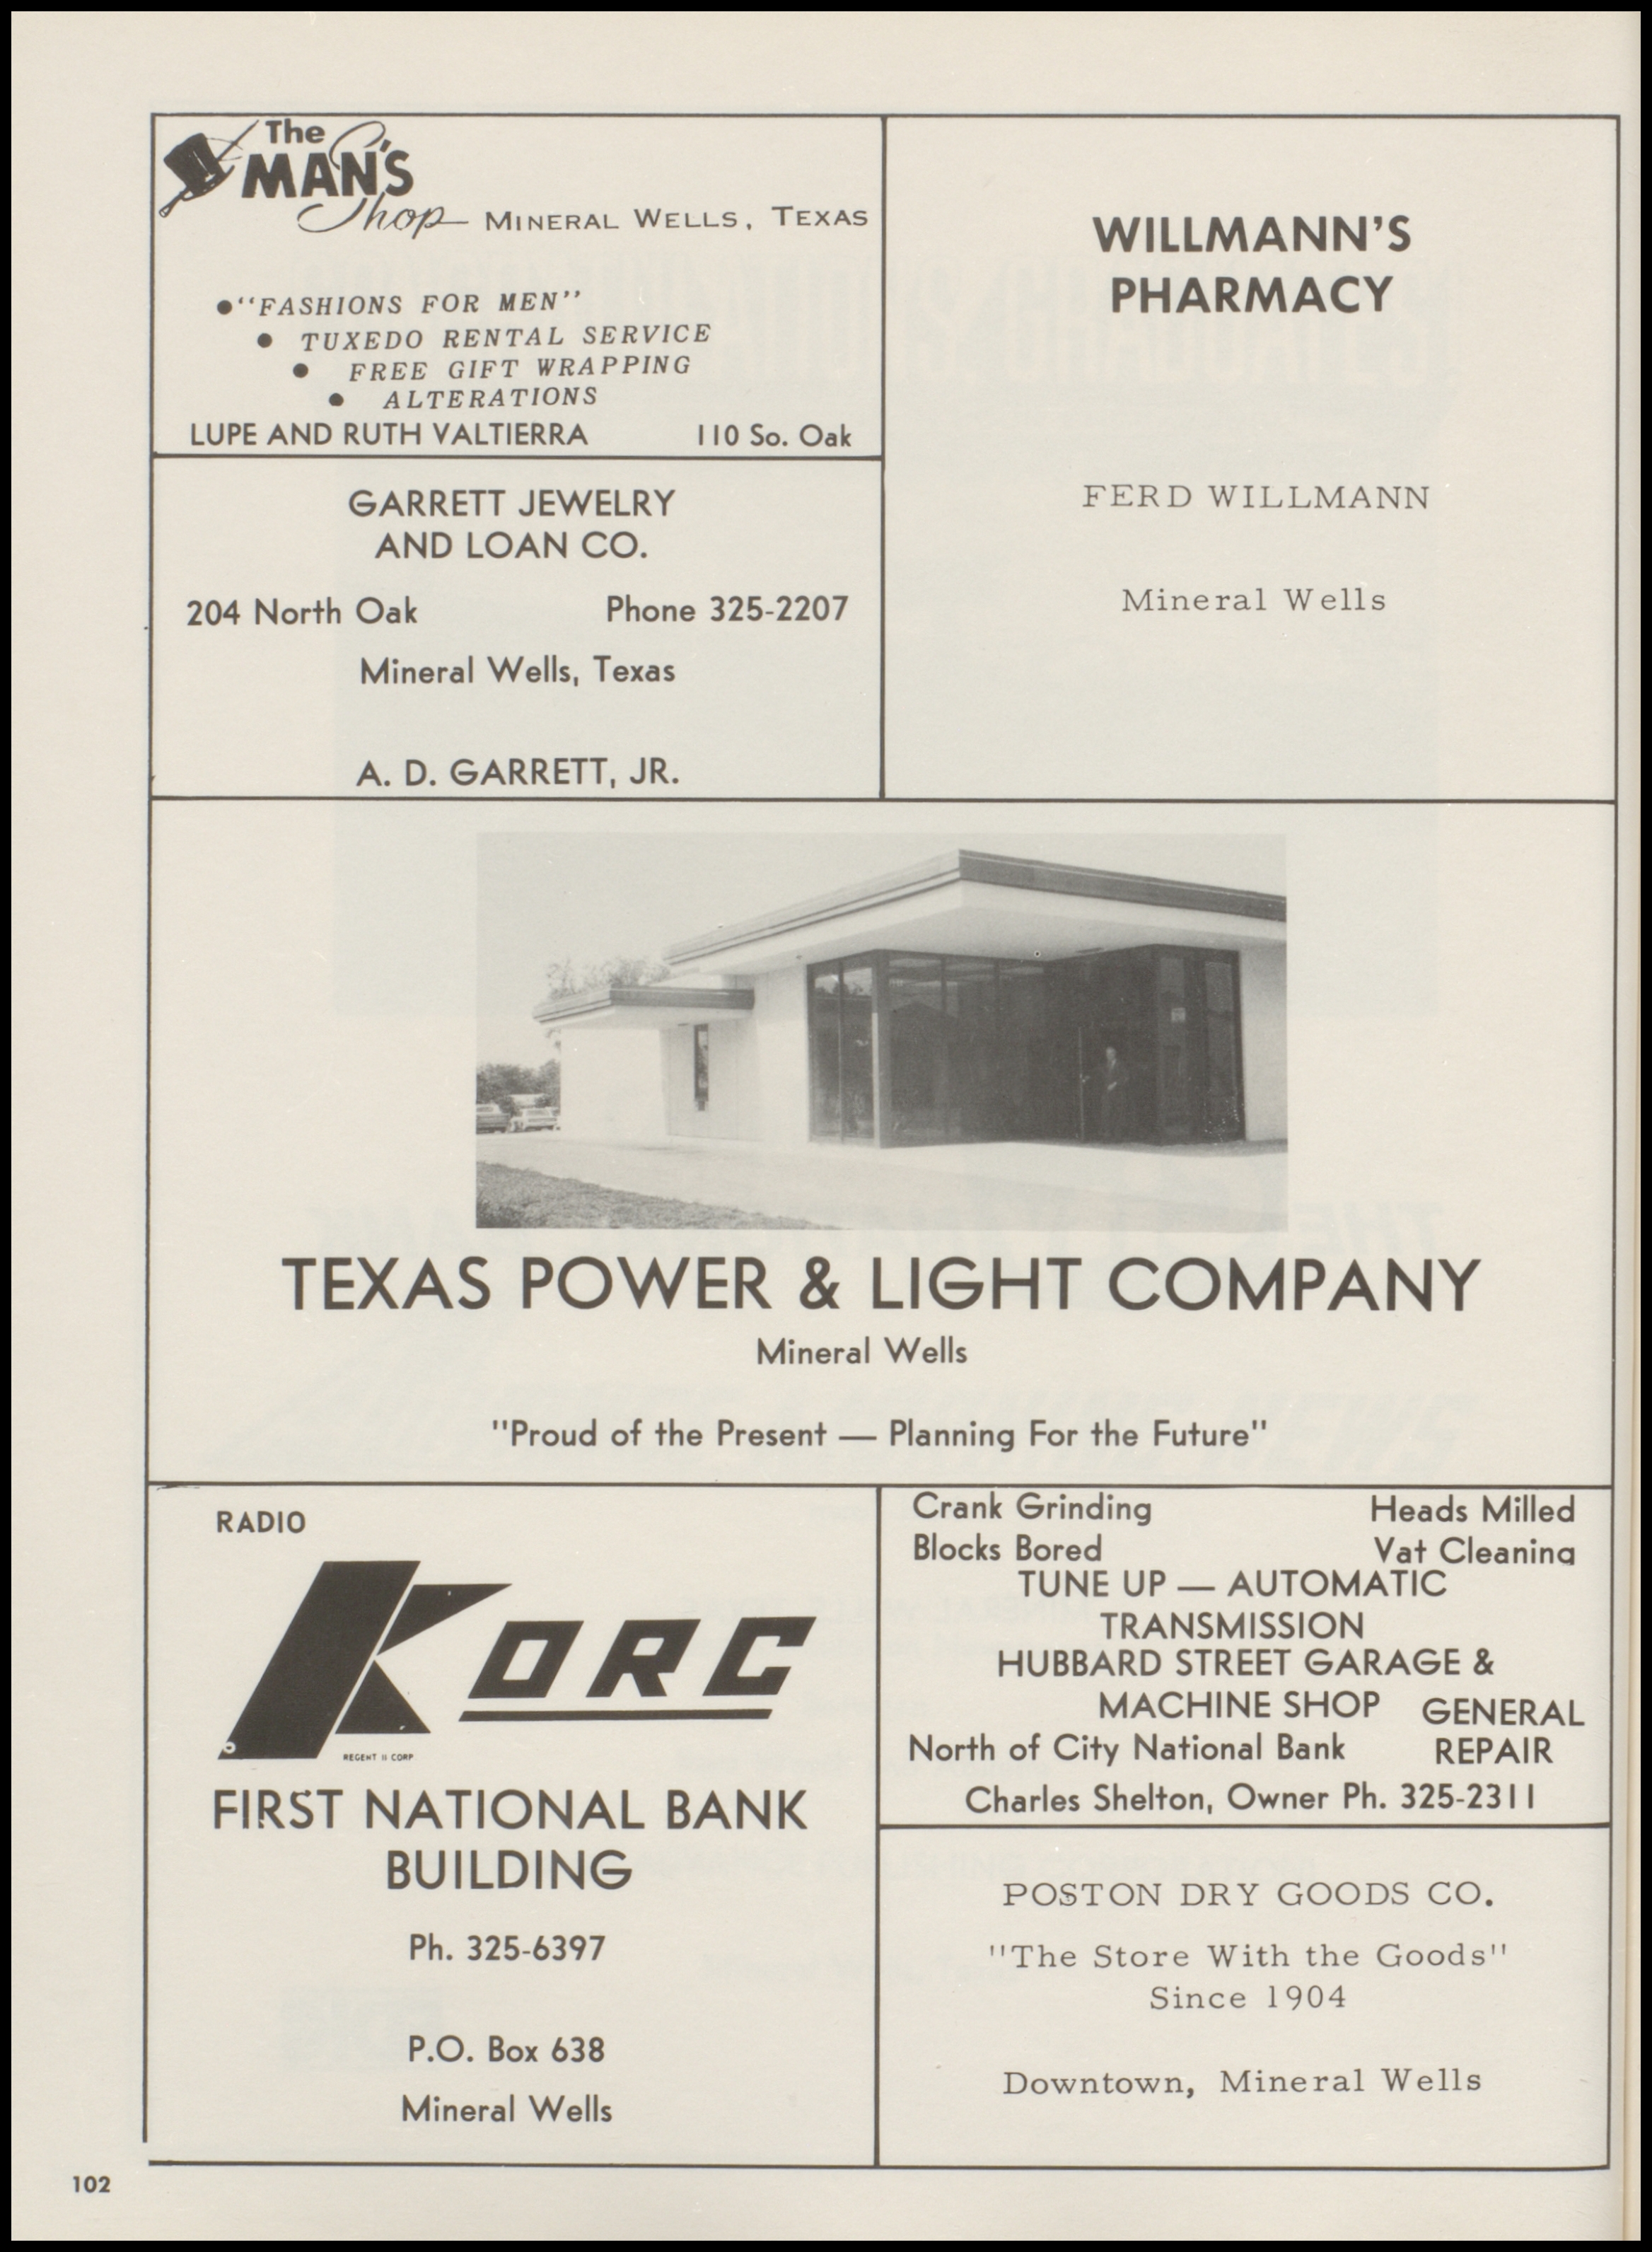 The
MAN'S
Shop MINERAL WELLS, TEXAS
●"FASHIONS FOR MEN"
● TUXEDO RENTAL SERVICE
● FREE GIFT WRAPPING
● ALTERATIONS
LUPE AND RUTH VALTIERRA 110 So. Oak
WILLMANN'S
PHARMACY
FERD WILLMANN
Mineral Wells
GARRETT JEWELRY
AND LOAN CO.
204 North Oak Phone 325-2207
Mineral Wells, Texas
A. D. GARRETT, JR.
TEXAS POWER & LIGHT COMPANY
Mineral Wells
"Proud of the Present — Planning For the Future"
RADIO
KORC
REGENT II CORP
FIRST NATIONAL BANK
BUILDING
Ph. 325-6397
P.O. Box 638
Mineral Wells
Crank Grinding Heads Milled
Blocks Bored Vat Cleaning
TUNE UP — AUTOMATIC
TRANSMISSION
HUBBARD STREET GARAGE &
MACHINE SHOP GENERAL
North of City National Bank REPAIR
Charles Shelton, Owner Ph. 325-2311
POSTON DRY GOODS CO.
"The Store With the Goods"
Since 1904
Downtown, Mineral Wells
102